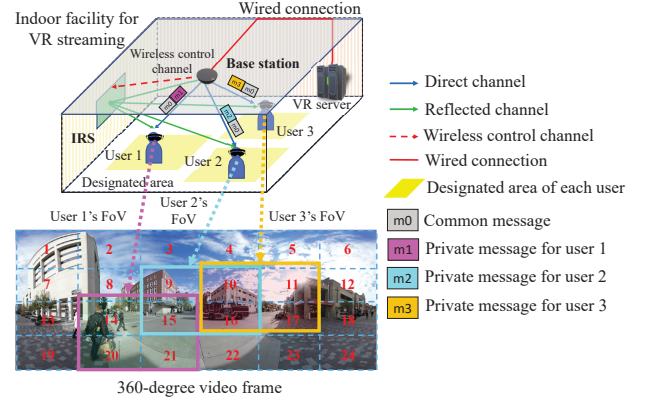 Wired connection
Indoor facility for
VR streaming
Wireless control
channel
Base station
m3 m0
m0 m1
m2
m0
VR server
IRS
User 1
User 2
User 3
Designated area
User 1's FoV
User 2's
FoV
User 3's FoV
Direct channel
Reflected channel
Wireless control channel
Wired connection
Designated area of each user
m0 Common message
m1 Private message for user 1
m2 Private message for user 2
m3 Private message for user 3
1 2 3 4 5 6
7 8 9 10 11 12
13 14 15 16 17 18
19 20 21 22 23 24
360-degree video frame